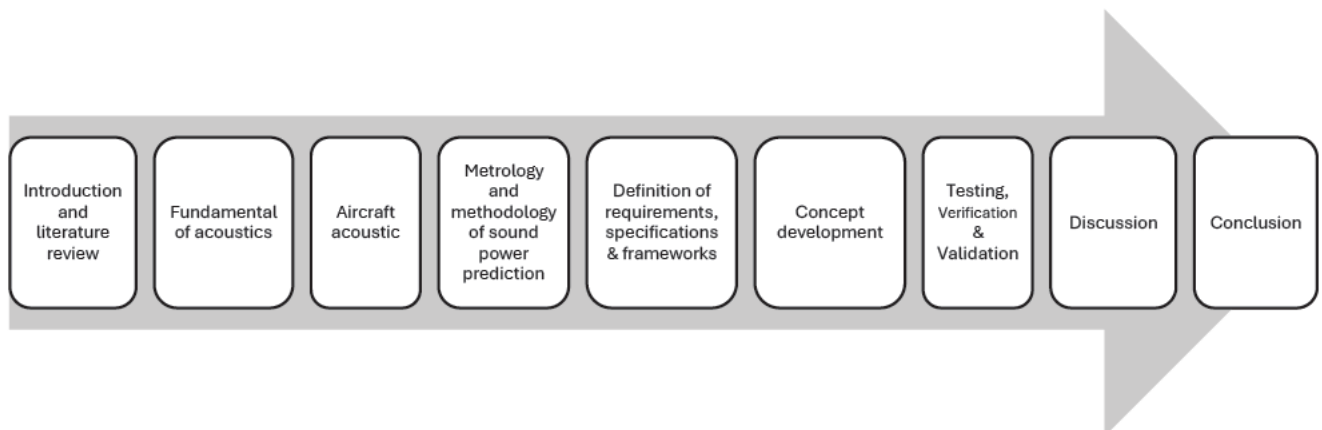 Introduction
and
literature
review
Fundamental
of acoustics
Aircraft
acoustic
Metrology
and
methodology
of sound
power
prediction
Definition of
requirements,
specifications
& frameworks
Concept
development
Testing,
Verification
&
Validation
Discussion
Conclusion